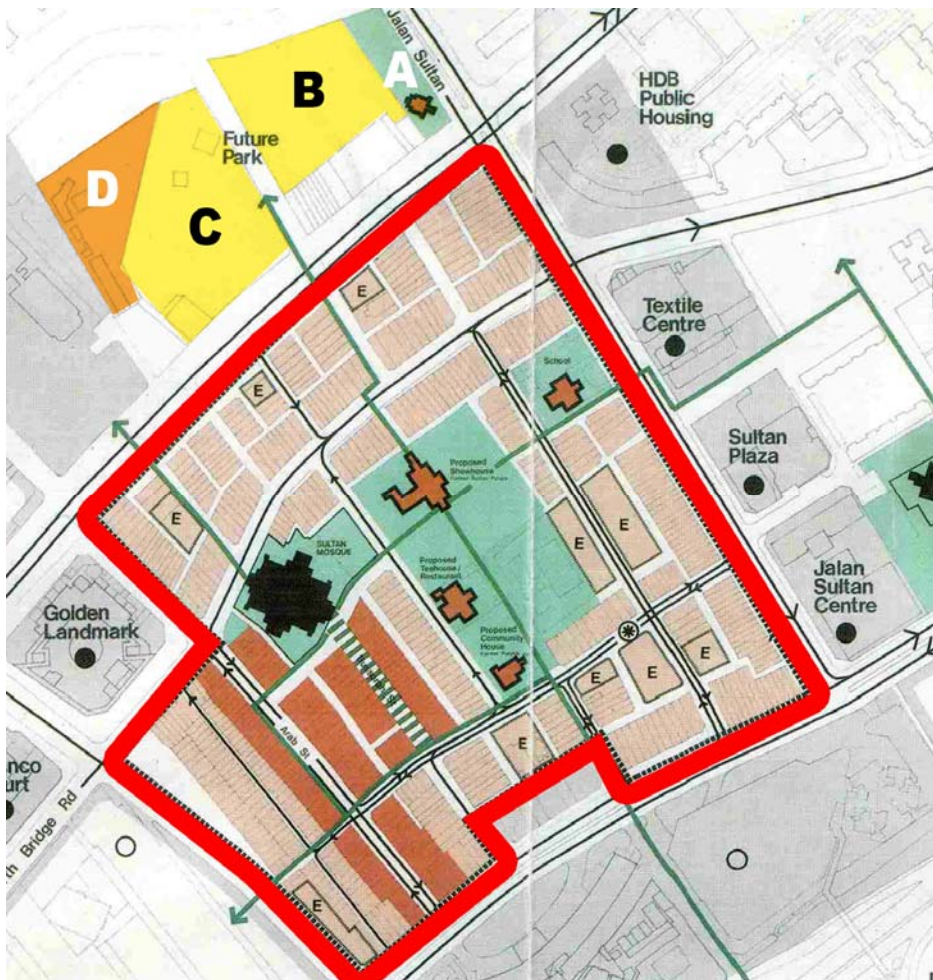 Jalan Sultan
A
B
HDB
Public
Housing
Future
Park
D
C
E
Textile
Centre
E
School
Sultan
Plaza
Proposed
Showhouse
E
SULTAN
MOSQUE
E
E
Proposed
Teahouse/
Restaurant
Jalan
Sultan
Centre
Golden
Landmark
Proposed
Community
House
E
E
E
Arab St
E
nco
urt
th Bridge Rd
E